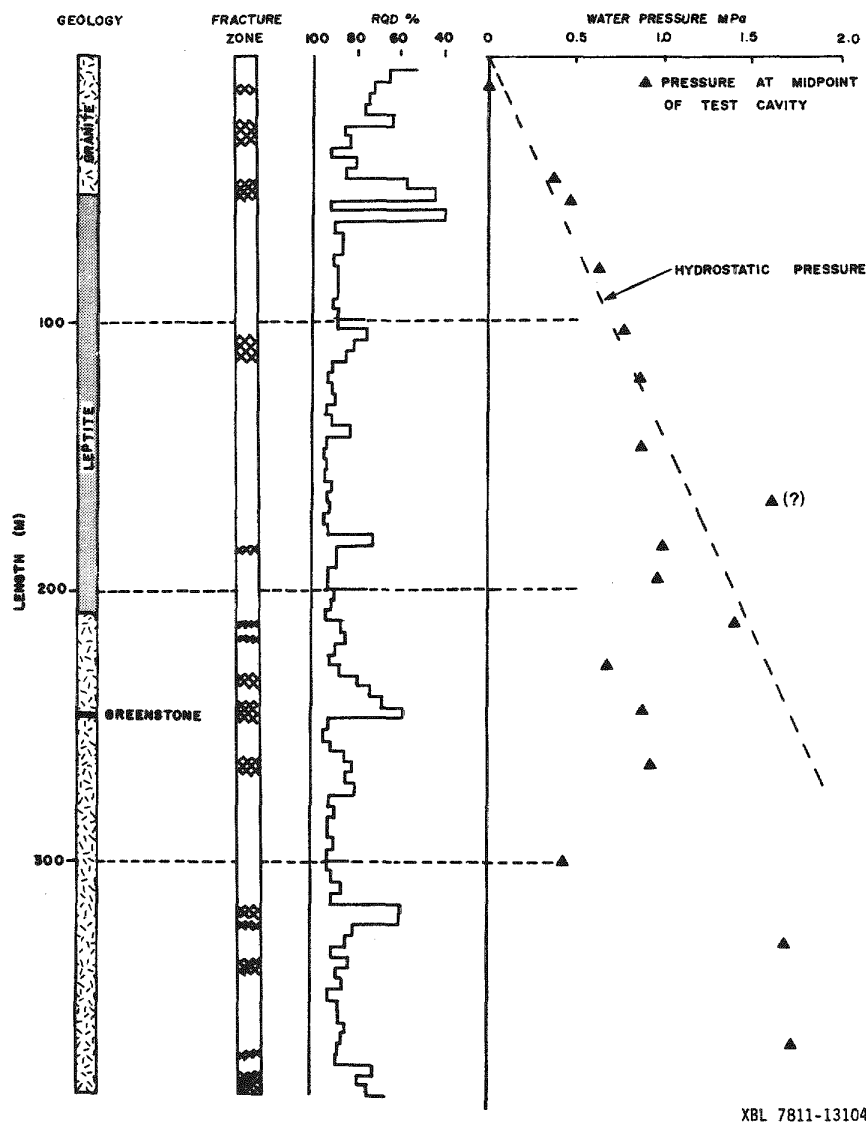 GEOLOGY
FRACTURE
ZONE
RQD %
100 80 60 40
WATER PRESSURE MPa
0 0.5 1.0 1.5 2.0
▲ PRESSURE AT MIDPOINT
OF TEST CAVITY
GRANITE
HYDROSTATIC PRESSURE
100
LEPTITE
(?)
LENGTH (M)
200
GREENSTONE
300
XBL 7811-13104